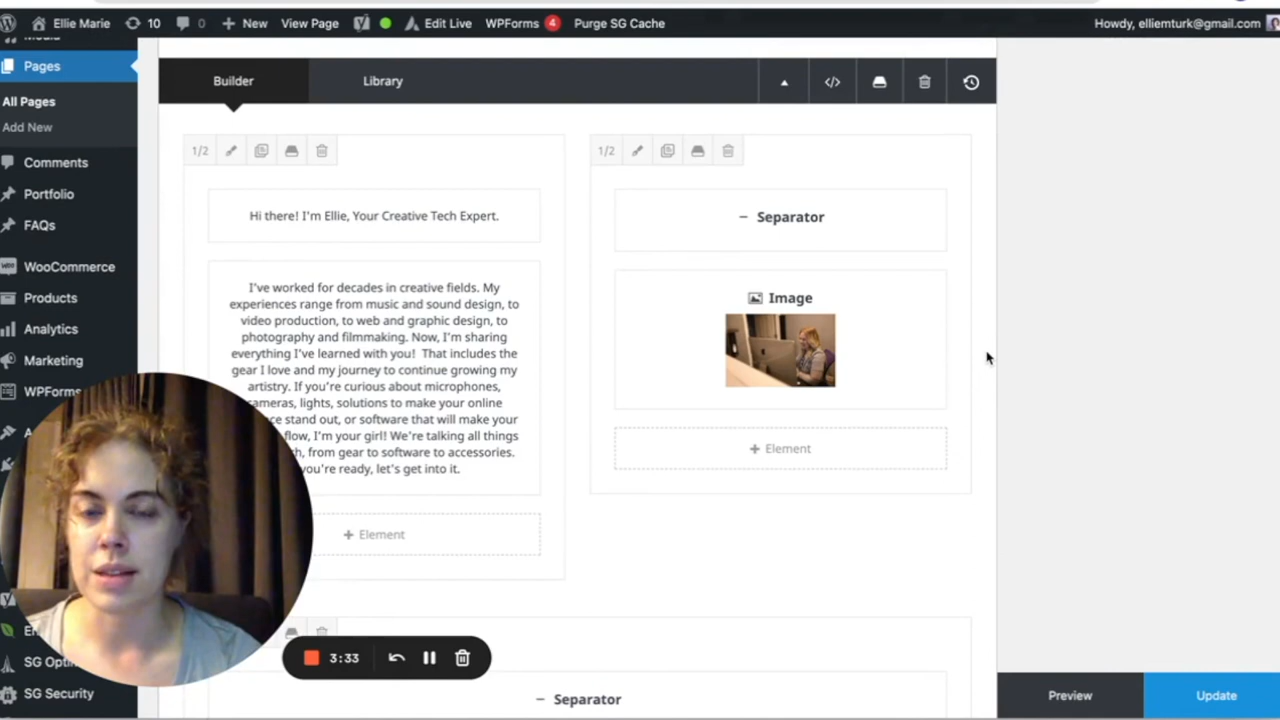 Ellie Marie
10
0
New
View Page
Edit Live
WPForms
4
Purge SG Cache
Howdy, elliemturk@gmail.com
Media
Pages
All Pages
Add New
Comments
Portfolio
FAQs
WooCommerce
Products
Analytics
Marketing
WPForms
SG
SG Security
Builder
Library
1/2
Hi there! I'm Ellie, Your Creative Tech Expert.
I've worked for decades in creative fields. My
experiences range from music and sound design, to
video production, to web and graphic design, to
photography and filmmaking. Now, I'm sharing
everything I've learned with you! That includes the
gear I love and my journey to continue growing my
artistry. If you're curious about microphones,
cameras, lights, solutions to make your online
stand out, or software that will make your
flow, I'm your girl! We're talking all things
from gear to software to accessories.
you're ready, let's get into it.
+ Element
1/2
– Separator
Image
+ Element
3:33
– Separator
Preview
Update